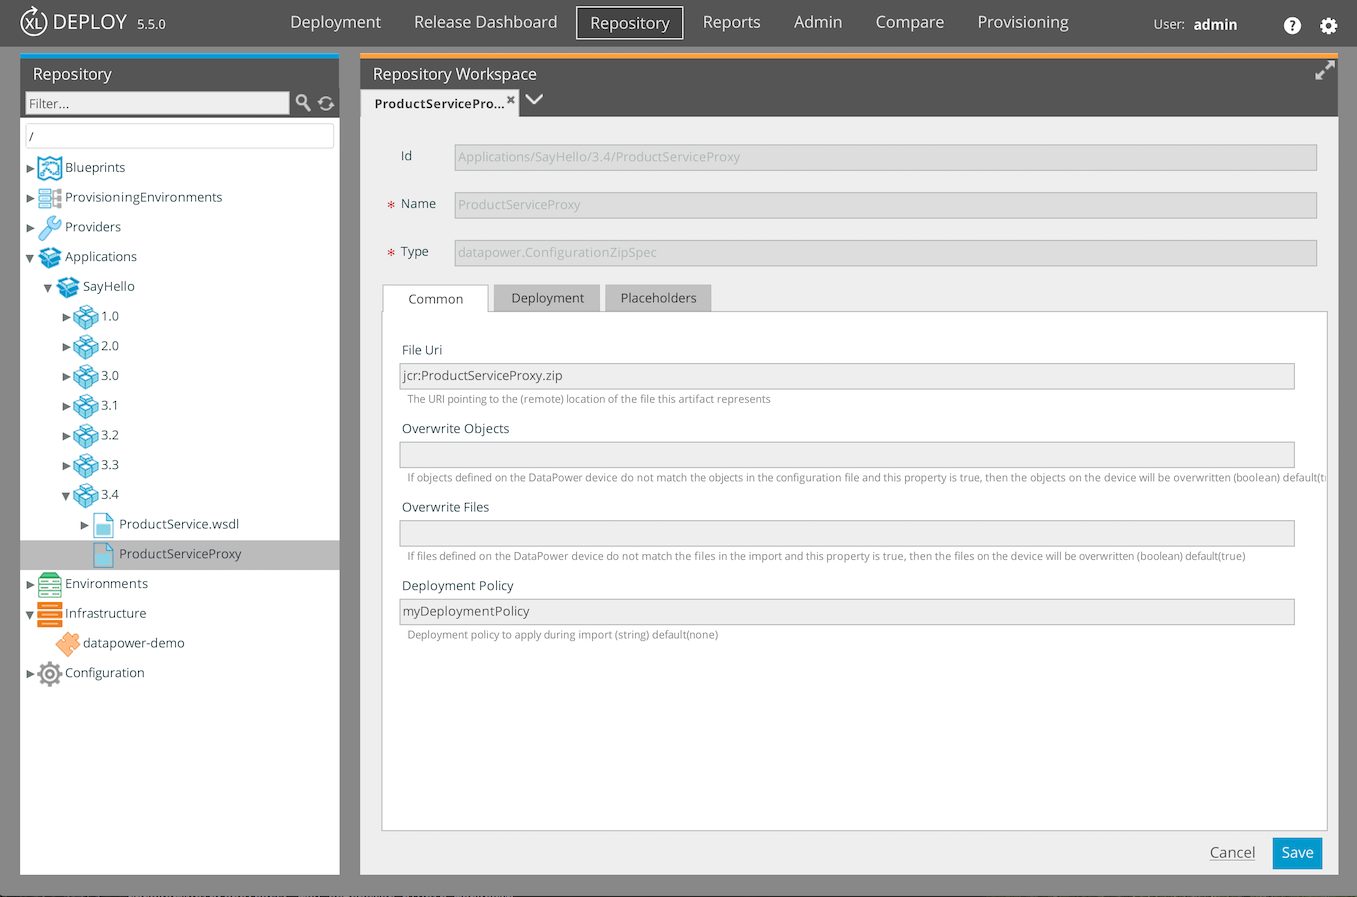 XL DEPLOY 5.5.0 Deployment Release Dashboard Repository Reports Admin Compare Provisioning User: admin ?
Repository
Filter...
/
Blueprints
ProvisioningEnvironments
Providers
Applications
SayHello
1.0
2.0
3.0
3.1
3.2
3.3
3.4
ProductService.wsdl
ProductServiceProxy
Environments
Infrastructure
datapower-demo
Configuration
Repository Workspace
ProductServicePro...
Id Applications/SayHello/3.4/ProductServiceProxy
* Name ProductServiceProxy
* Type datapower.ConfigurationZipSpec
Common Deployment Placeholders
File Uri
jcr:ProductServiceProxy.zip
The URI pointing to the (remote) location of the file this artifact represents
Overwrite Objects
If objects defined on the DataPower device do not match the objects in the configuration file and this property is true, then the objects on the device will be overwritten (boolean) default(t
Overwrite Files
If files defined on the DataPower device do not match the files in the import and this property is true, then the files on the device will be overwritten (boolean) default(true)
Deployment Policy
myDeploymentPolicy
Deployment policy to apply during import (string) default(none)
Cancel Save